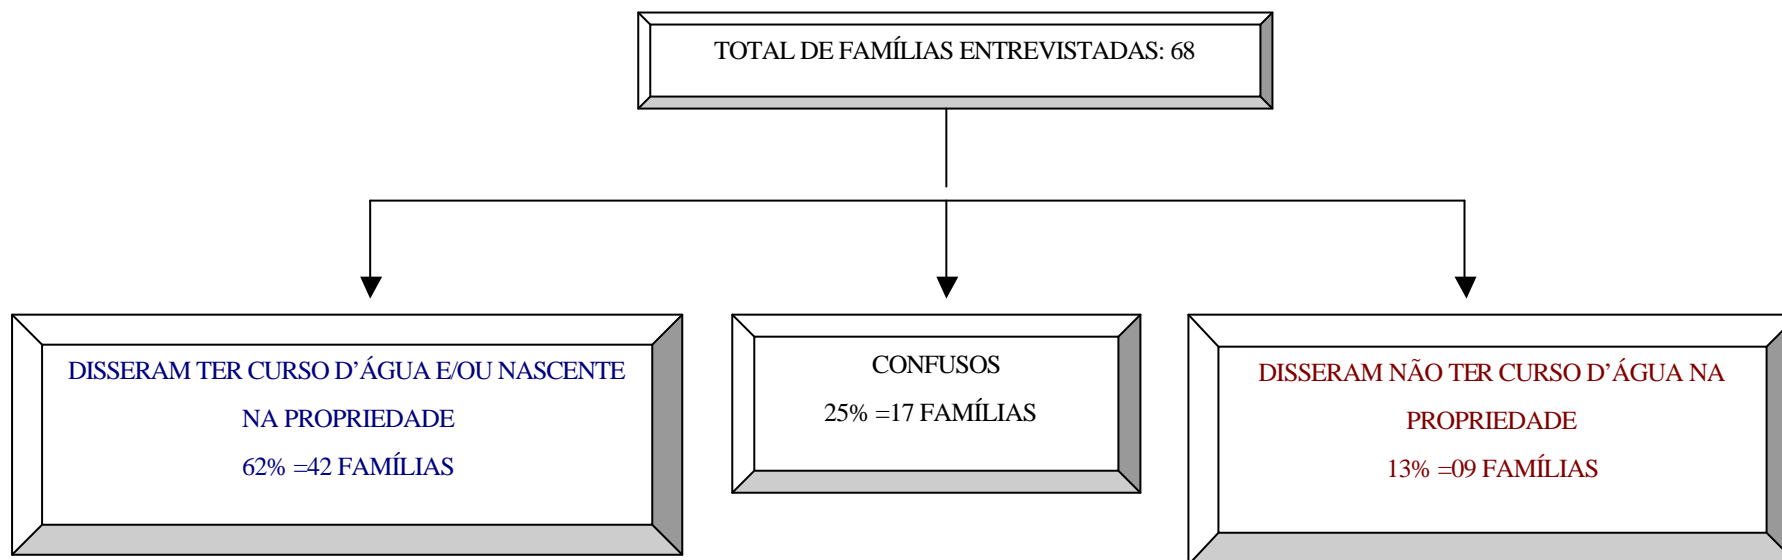 TOTAL DE FAMÍLIAS ENTREVISTADAS: 68
DISSERAM TER CURSO D’ÁGUA E/OU NASCENTE
NA PROPRIEDADE
62% =42 FAMÍLIAS
CONFUSOS
25% =17 FAMÍLIAS
DISSERAM NÃO TER CURSO D’ÁGUA NA
PROPRIEDADE
13% =09 FAMÍLIAS